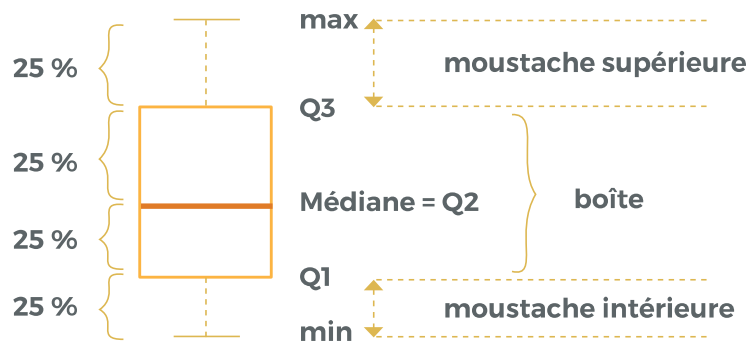 max
25 %
moustache supérieure
Q3
25 %
Médiane = Q2
boîte
25 %
Q1
25 %
moustache intérieure
min